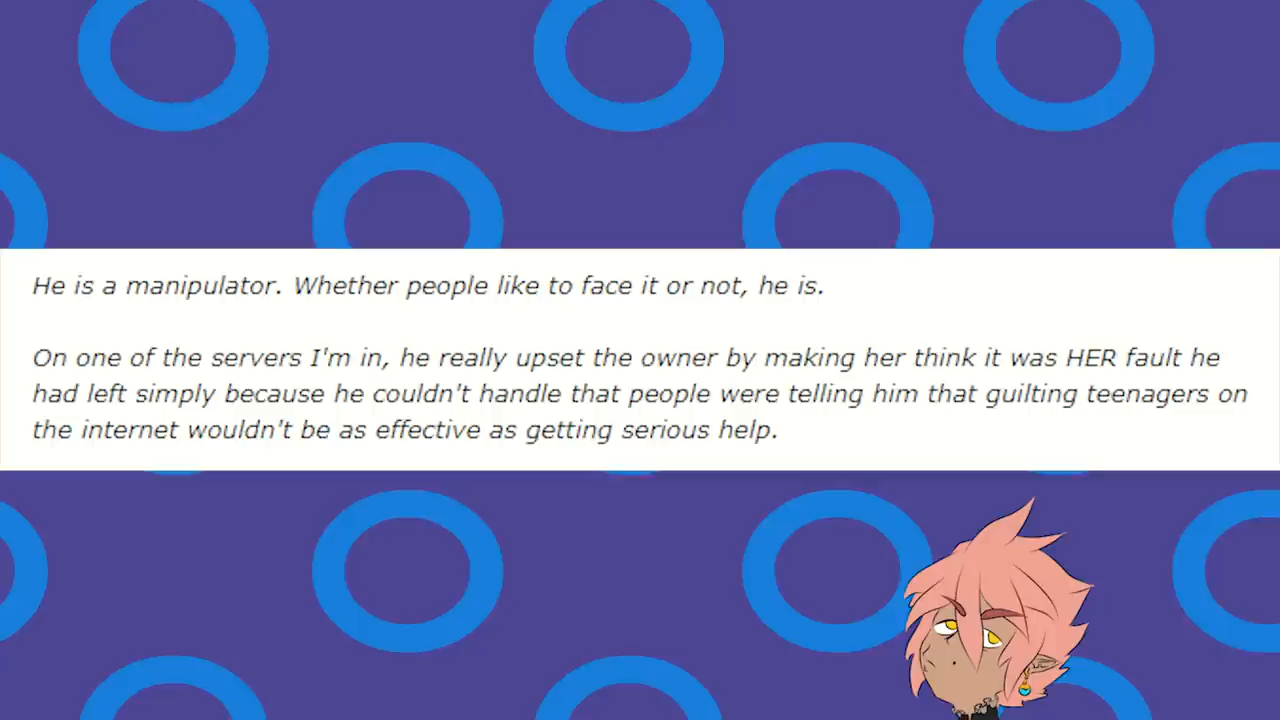 He is a manipulator. Whether people like to face it or not, he is.
On one of the servers I'm in, he really upset the owner by making her think it was HER fault he
had left simply because he couldn't handle that people were telling him that guilting teenagers on
the internet wouldn't be as effective as getting serious help.